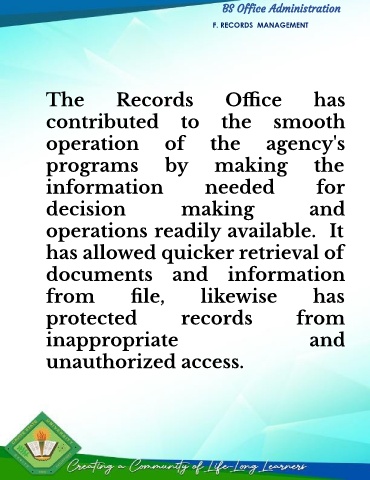 BS Office Administration
F. RECORDS MANAGEMENT
The Records Office has
contributed to the smooth
operation of the agency's
programs by making the
information needed for
decision making and
operations readily available. It
has allowed quicker retrieval of
documents and information
from file, likewise has
protected records from
inappropriate and
unauthorized access.
Creating a Community of Life-Long Learners